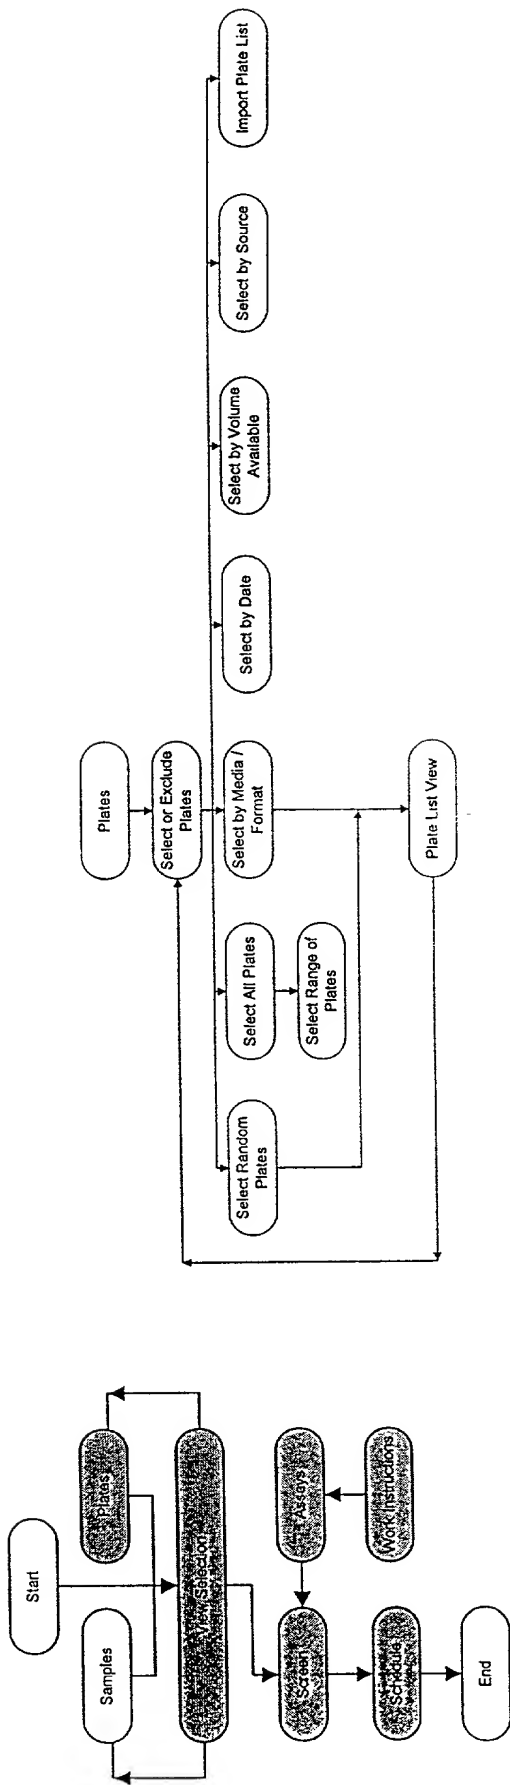 Start
Samples
Plates
View Selection
Screen
Assays
Schedule
Work Instructions
End
Plates
Select or Exclude
Plates
Select Random
Plates
Select All Plates
Select Range of
Plates
Select by Media /
Format
Select by Date
Select by Volume
Available
Select by Source
Import Plate List
Plate List View